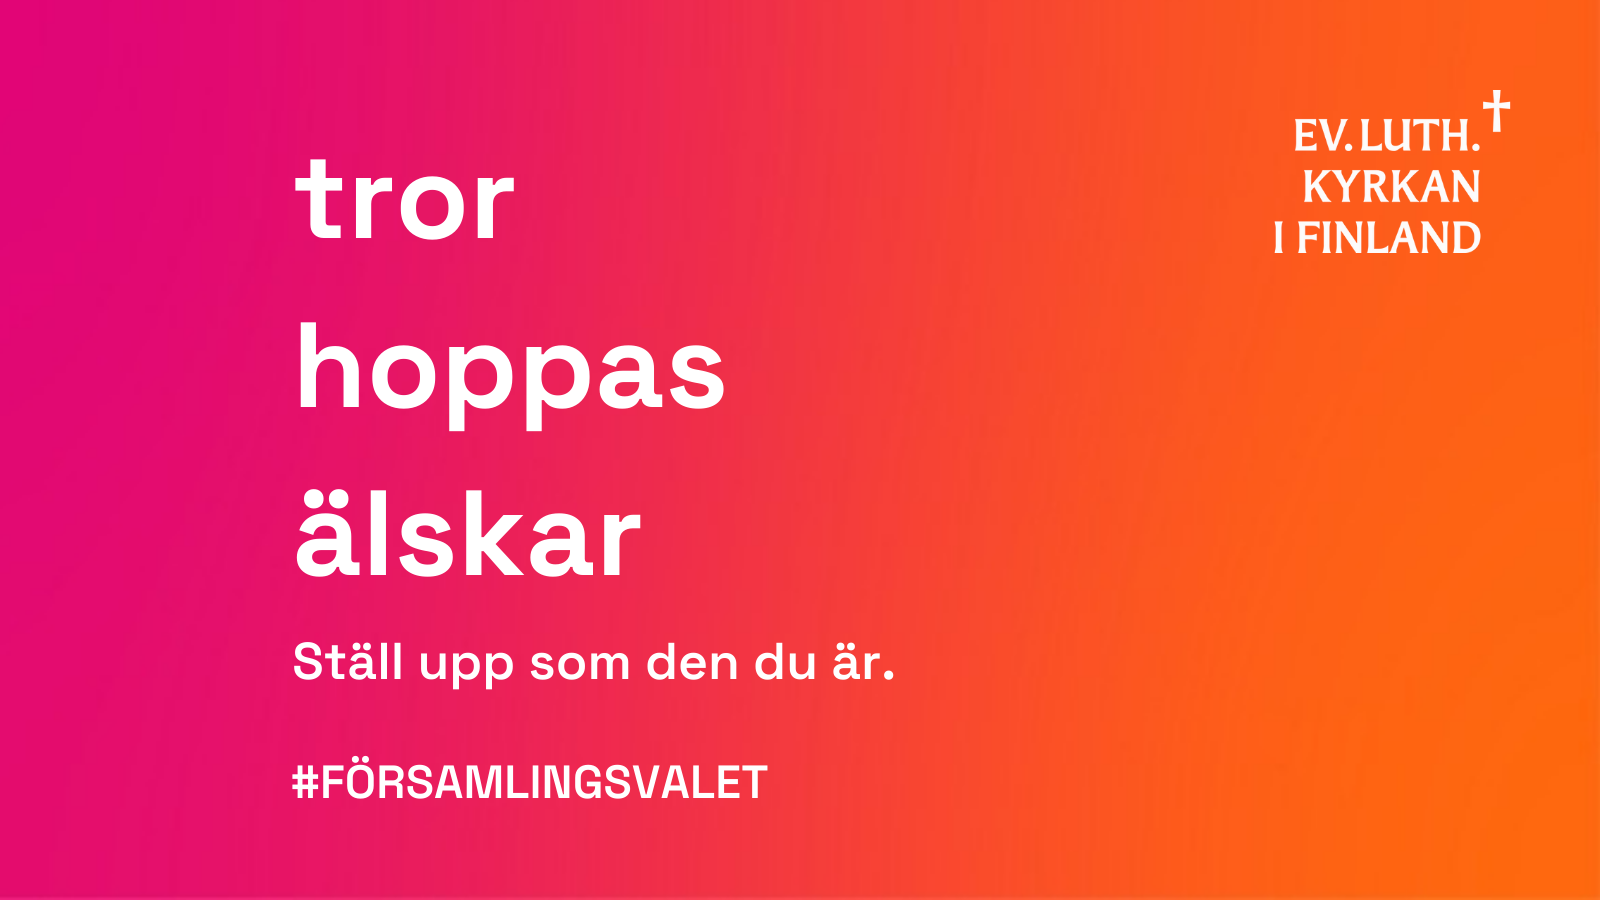 tror
hoppas
älskar
Ställ upp som den du är.
#FÖRSAMLINGSVALET
EV. LUTH.
KYRKAN
I FINLAND